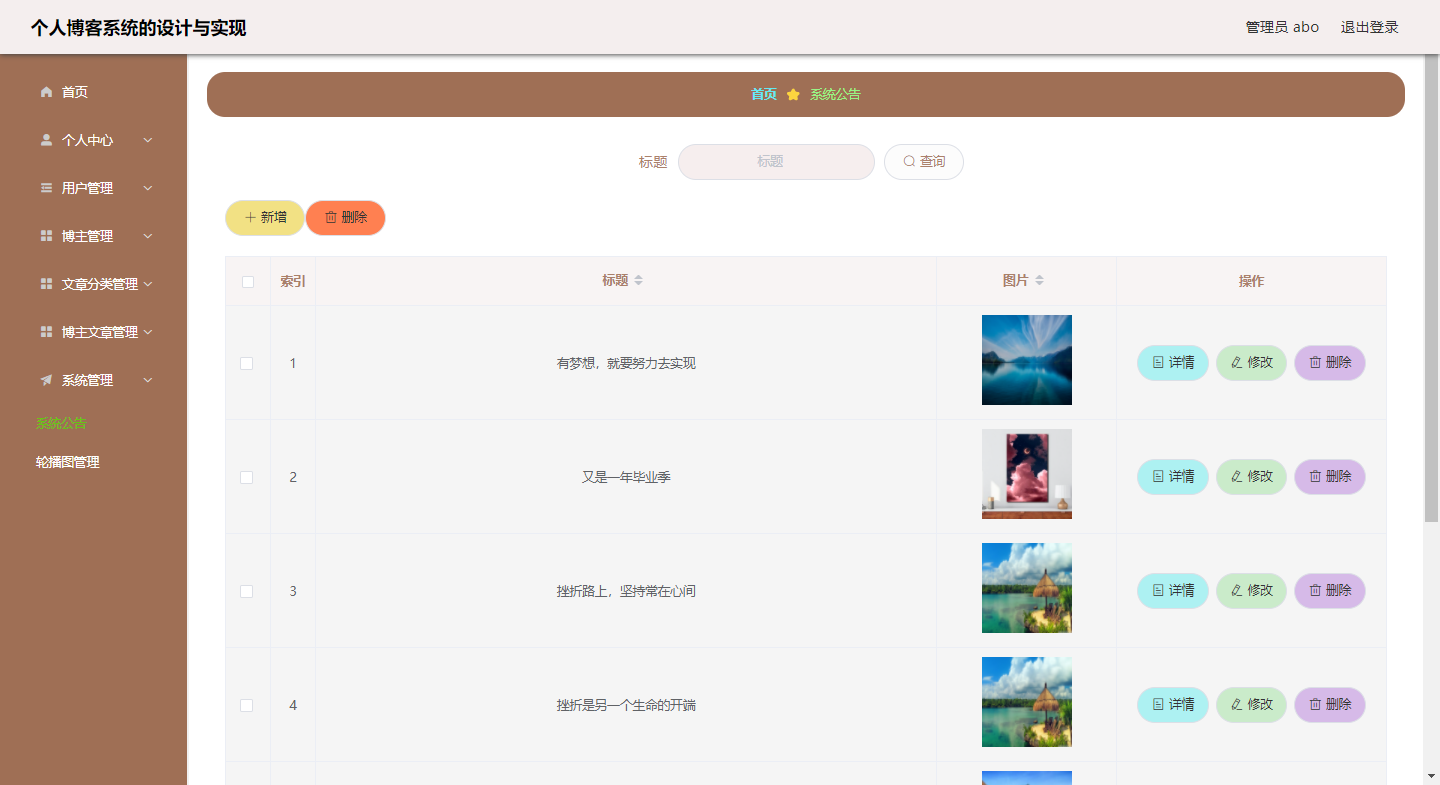 个人博客系统的设计与实现
管理员 abo 退出登录
首页
个人中心
用户管理
博主管理
文章分类管理
博主文章管理
系统管理
系统公告
轮播图管理
首页 系统公告
标题 标题 查询
新增 删除
索引 标题 图片 操作
1 有梦想，就要努力去实现 详情 修改 删除
2 又是一年毕业季 详情 修改 删除
3 挫折路上，坚持常在心间 详情 修改 删除
4 挫折是另一个生命的开端 详情 修改 删除